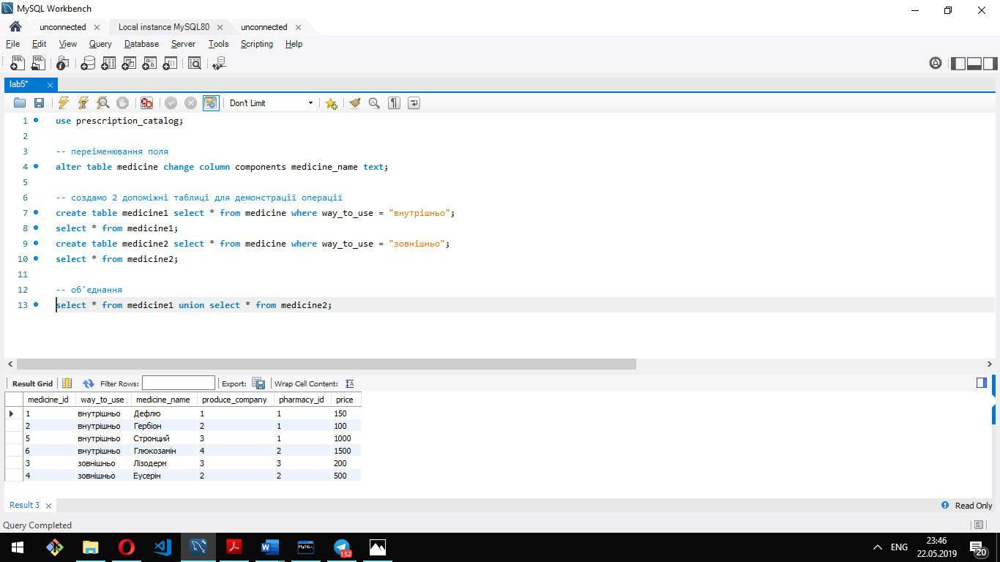 MySQL Workbench
unconnected Local instance MySQL80 unconnected
File Edit View Query Database Server Tools Scripting Help
lab5*
Don't Limit
1 use prescription_catalog;
2
3 -- переіменювання поля
4 alter table medicine change column components medicine_name text;
5
6 -- создамо 2 допоміжні таблиці для демонстрації операції
7 create table medicine1 select * from medicine where way_to_use = "внутрішньо";
8 select * from medicine1;
9 create table medicine2 select * from medicine where way_to_use = "зовнішньо";
10 select * from medicine2;
11
12 -- об'єднання
13 select * from medicine1 union select * from medicine2;
Result Grid Filter Rows: Export: Wrap Cell Content:
medicine_id way_to_use medicine_name produce_company pharmacy_id price
1 внутрішньо Дефлю 1 1 150
2 внутрішньо Гербіон 2 1 100
5 внутрішньо Стронций 3 1 1000
6 внутрішньо Глюкозамін 4 2 1500
3 зовнішньо Лізодерм 3 3 200
4 зовнішньо Еусерін 2 2 500
Result 3 Read Only
Query Completed
152 ENG 23:46
22.05.2019 20